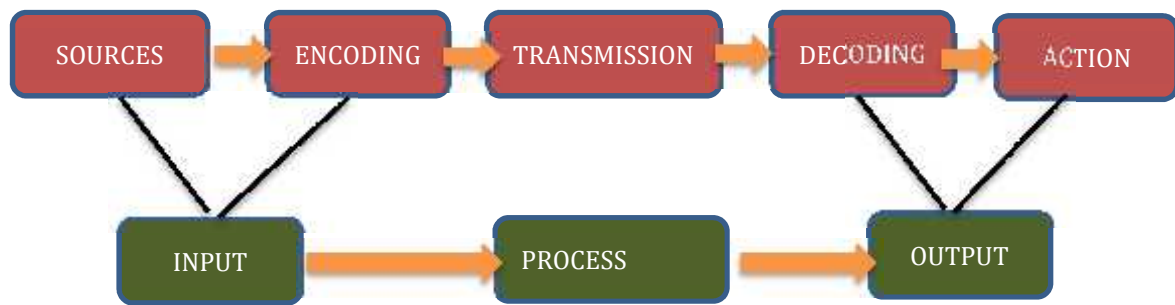 SOURCES
ENCODING
TRANSMISSION
DECODING
ACTION
INPUT
PROCESS
OUTPUT